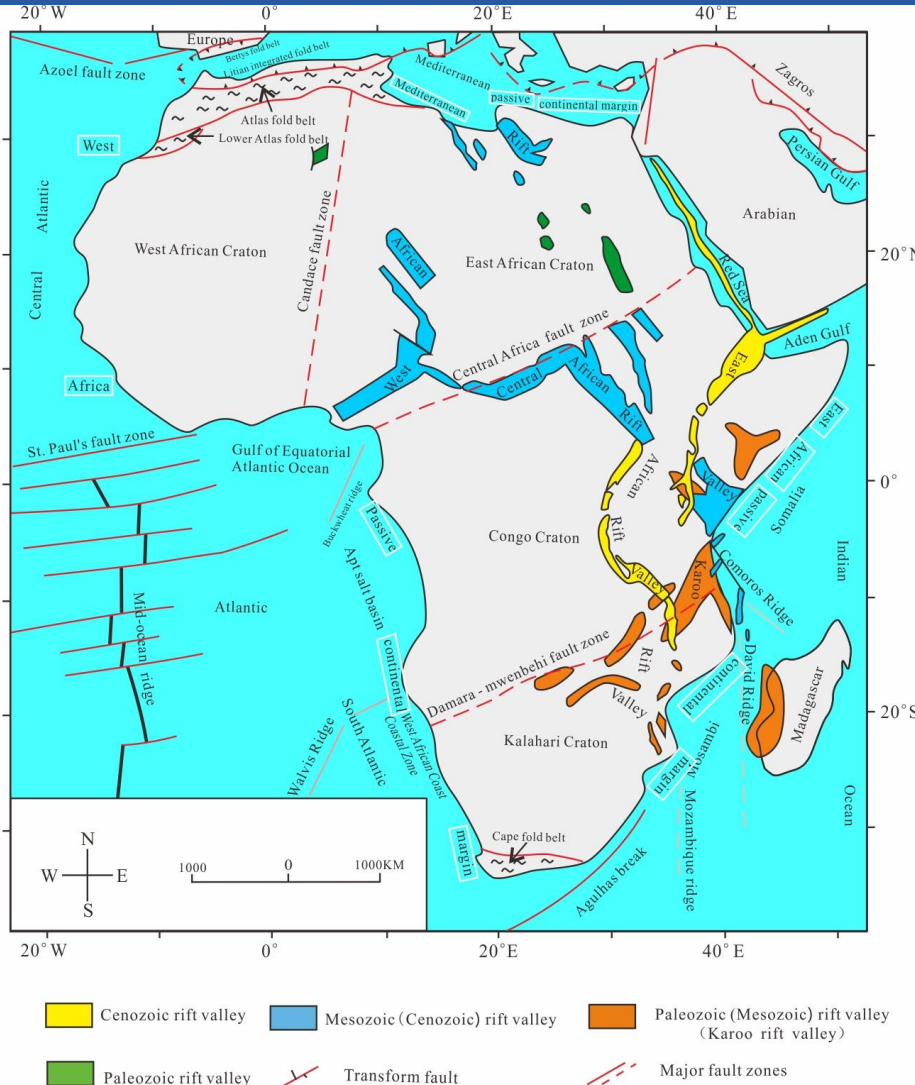 20° W
0°
20° E
40° E
Europe
Bettys fold belt
Litian integrated fold belt
Azoel fault zone
Mediterranean
Mediterranean
passive
continental margin
Zagros
Atlas fold belt
Lower Atlas fold belt
West
Rift
Persian Gulf
Atlantic
Central
West African Craton
Candace fault zone
African
East African Craton
Arabian
20°N
Red Sea
Aden Gulf
Central Africa fault zone
East
West
Central
African
Rift
Africa
St. Paul's fault zone
Gulf of Equatorial
Atlantic Ocean
East
African
passive
Somalia
African
Rift
Valley
Valley
0°
Buckwheat ridge
Passive
Congo Craton
Indian
Apt salt basin
Karoo
Comoros Ridge
Atlantic
Mid-ocean ridge
continental
Damara - mwenbehi fault zone
Rift
Valley
continental
David Ridge
Madagascar
20°S
Walvis Ridge
South Atlantic
West African Coast
Coastal Zone
Kalahari Craton
Mosambi
margin
Mozambique ridge
Ocean
Cape fold belt
margin
Agulhas break
N
W
E
S
1000
0
1000KM
20° W
0°
20° E
40° E
Cenozoic rift valley
Mesozoic (Cenozoic) rift valley
Paleozoic (Mesozoic) rift valley
(Karoo rift valley)
Paleozoic rift valley
Transform fault
Major fault zones